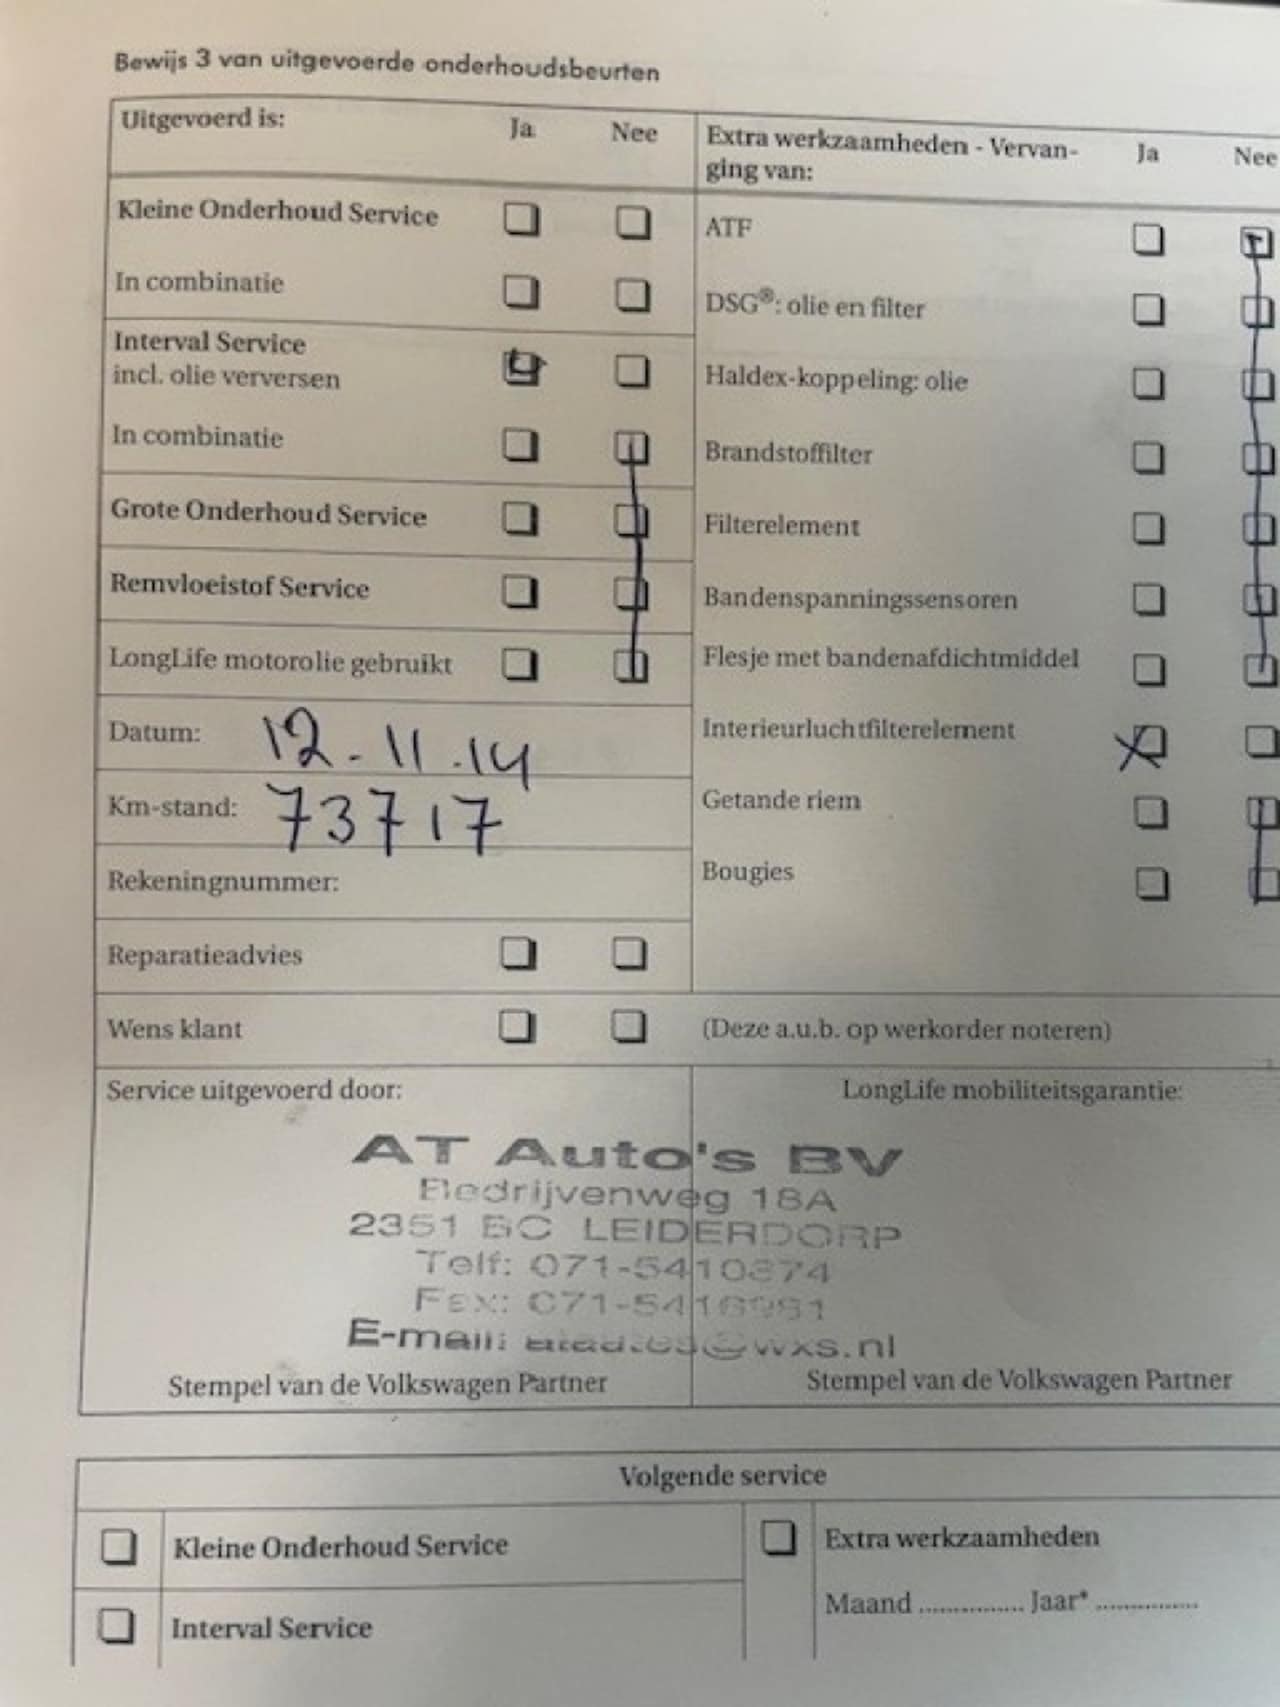 Bewijs 3 van uitgevoerde onderhoudsbeurten
Uitgevoerd is: Ja Nee
Kleine Onderhoud Service
In combinatie
Interval Service
incl. olie verversen
In combinatie
Grote Onderhoud Service
Remvloeistof Service
LongLife motorolie gebruikt
Datum: 12-11.14
Km-stand: 73717
Rekeningnummer:
Reparatieadvies
Wens klant
Extra werkzaamheden - Vervan-
ging van: Ja Nee
ATF
DSG®: olie en filter
Haldex-koppeling: olie
Brandstoffilter
Filterelement
Bandenspanningssensoren
Flesje met bandenafdichtmiddel
Interieurluchtfilterelement
Getande riem
Bougies
(Deze a.u.b. op werkorder noteren)
Service uitgevoerd door:
LongLife mobiliteitsgarantie:
AT Auto's BV
Bedrijvenweg 18A
2351 BC LEIDERDORP
Telf: 071-5410874
Fax:
E-mail:
Stempel van de Volkswagen Partner
Stempel van de Volkswagen Partner
Volgende service
Kleine Onderhoud Service
Interval Service
Extra werkzaamheden
Maand ............... Jaar* ...............